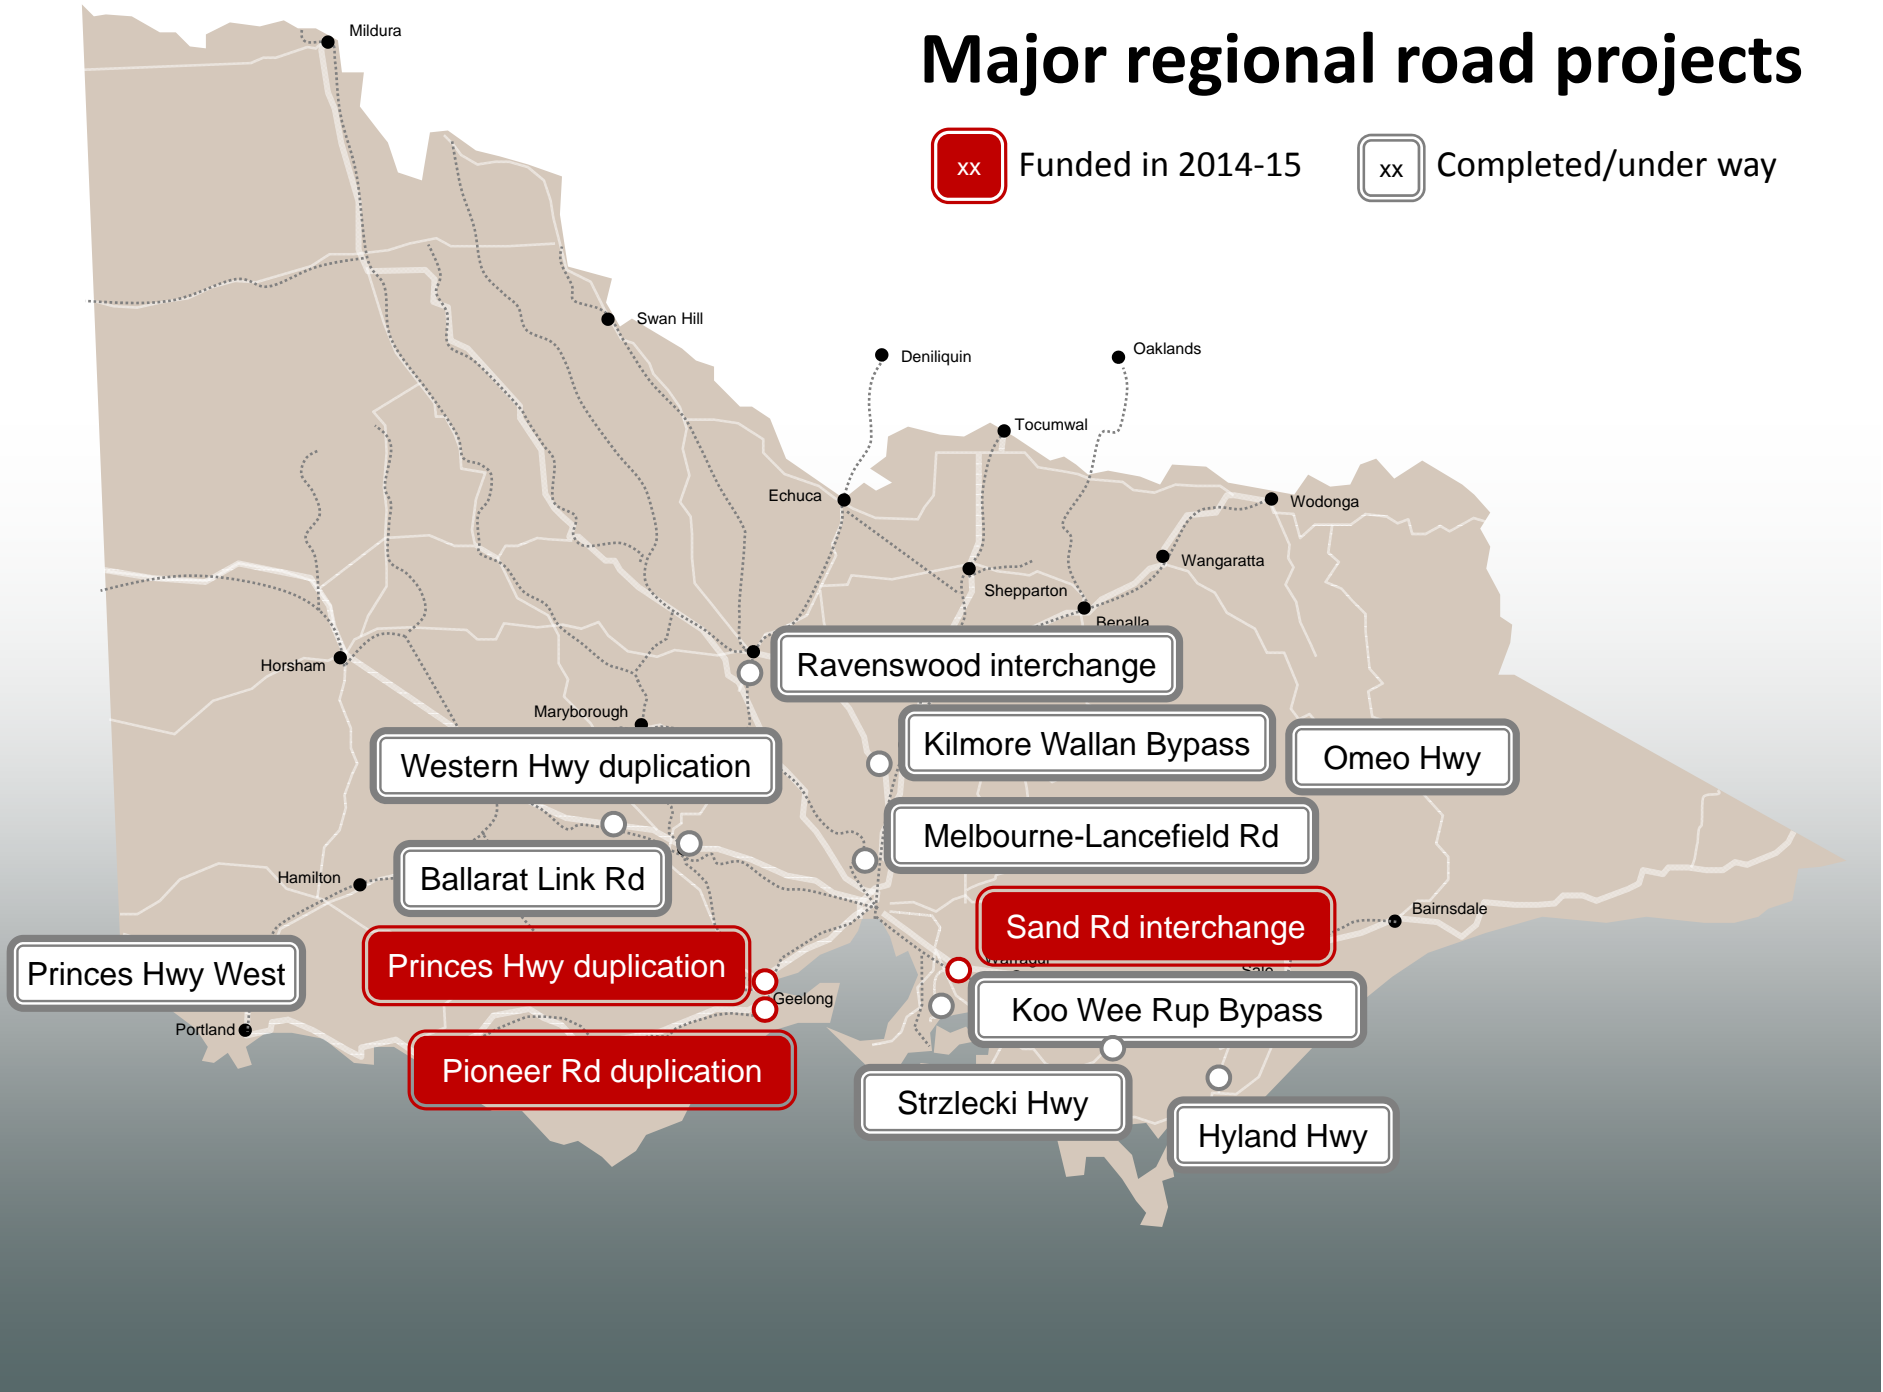 Major regional road projects
xx Funded in 2014-15
xx Completed/under way
Mildura
Swan Hill
Deniliquin
Oaklands
Tocumwal
Echuca
Wodonga
Wangaratta
Shepparton
Benalla
Horsham
Ravenswood interchange
Maryborough
Kilmore Wallan Bypass
Omeo Hwy
Western Hwy duplication
Melbourne-Lancefield Rd
Hamilton
Ballarat Link Rd
Bairnsdale
Sand Rd interchange
Princes Hwy duplication
Princes Hwy West
Warragul
Sale
Geelong
Koo Wee Rup Bypass
Portland
Pioneer Rd duplication
Strzlecki Hwy
Hyland Hwy